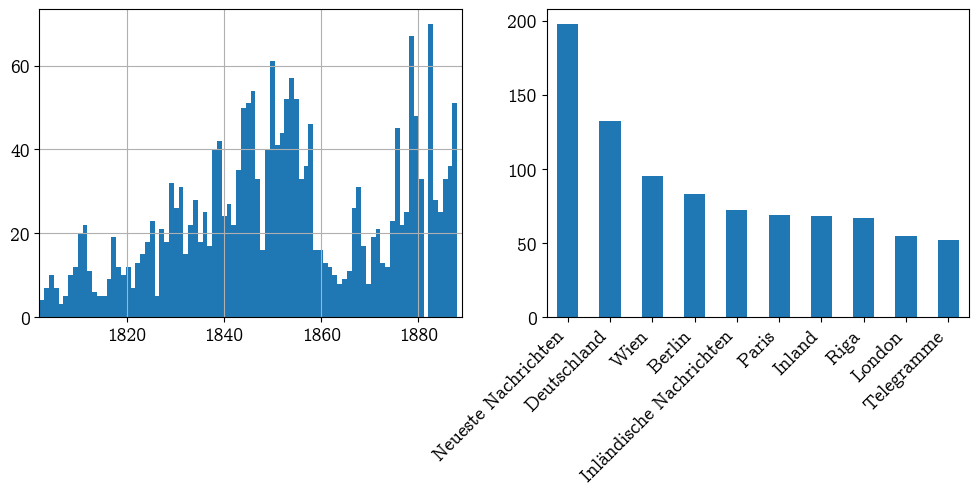 60
40
20
0
1820 1840 1860 1880
200
150
100
50
0
Neueste Nachrichten
Deutschland
Wien
Berlin
Inländische Nachrichten
Paris
Inland
Riga
London
Telegramme